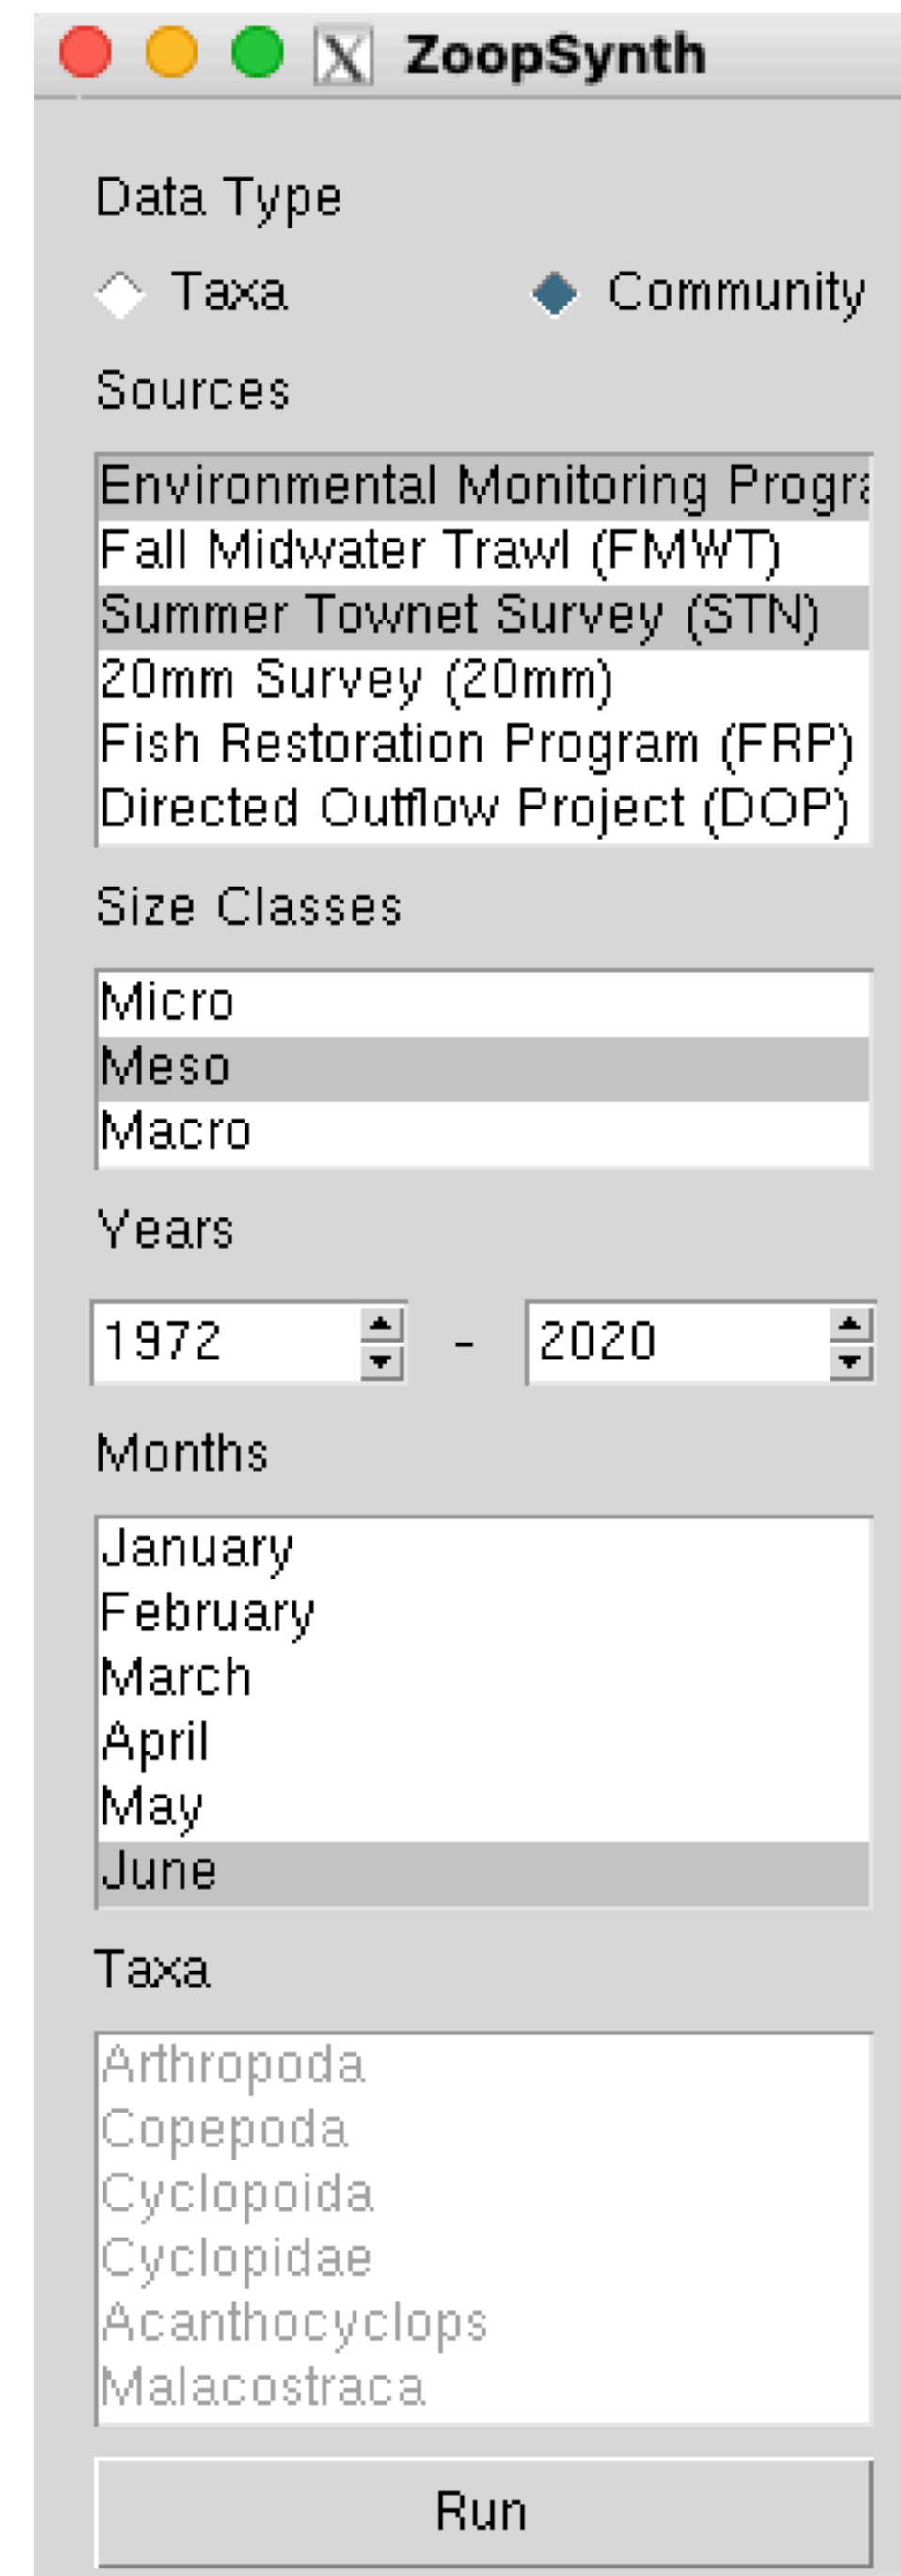 ZoopSynth
Data Type
Taxa Community
Sources
Environmental Monitoring Progra
Fall Midwater Trawl (FMWT)
Summer Townet Survey (STN)
20mm Survey (20mm)
Fish Restoration Program (FRP)
Directed Outflow Project (DOP)
Size Classes
Micro
Meso
Macro
Years
1972 - 2020
Months
January
February
March
April
May
June
Taxa
Arthropoda
Copepoda
Cyclopoida
Cyclopidae
Acanthocyclops
Malacostraca
Run